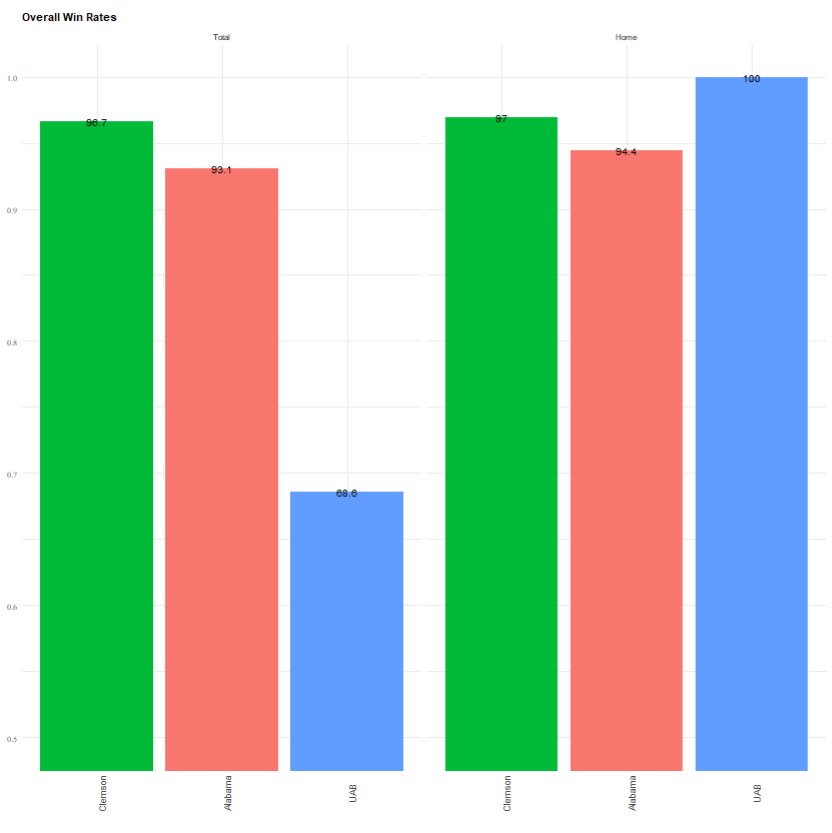 Overall Win Rates
Total
Home
1.0
0.9
0.8
0.7
0.6
0.5
96.7
93.1
68.6
97
94.4
100
Clemson
Alabama
UAB
Clemson
Alabama
UAB